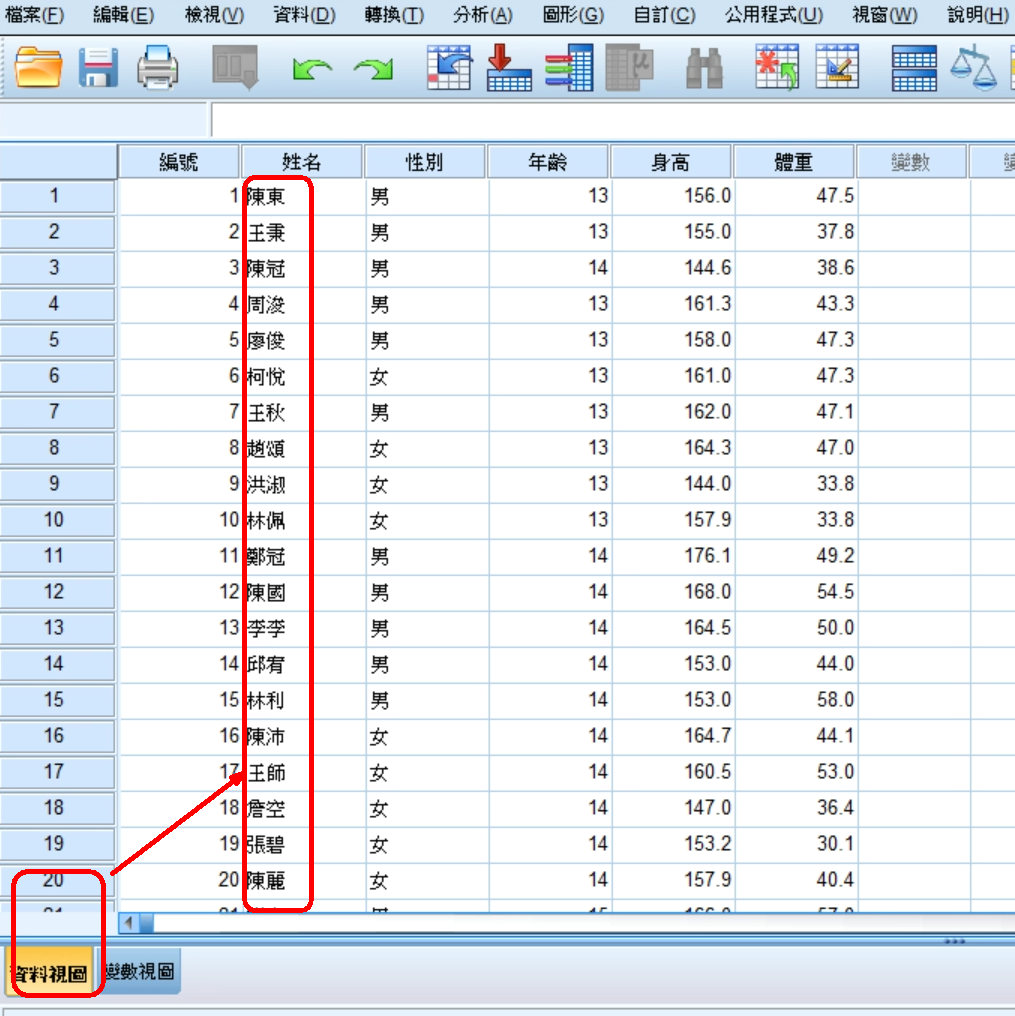 檔案(F) 編輯(E) 檢視(V) 資料(D) 轉換(T) 分析(A) 圖形(G) 自訂(C) 公用程式(U) 視窗(W) 說明(H)
編號 姓名 性別 年齡 身高 體重 變數
1 1 陳東 男 13 156.0 47.5
2 2 王秉 男 13 155.0 37.8
3 3 陳冠 男 14 144.6 38.6
4 4 周浚 男 13 161.3 43.3
5 5 廖俊 男 13 158.0 47.3
6 6 柯悅 女 13 161.0 47.3
7 7 王秋 男 13 162.0 47.1
8 8 趙頌 女 13 164.3 47.0
9 9 洪淑 女 13 144.0 33.8
10 10 林佩 女 13 157.9 33.8
11 11 鄭冠 男 14 176.1 49.2
12 12 陳國 男 14 168.0 54.5
13 13 李李 男 14 164.5 50.0
14 14 邱宥 男 14 153.0 44.0
15 15 林利 男 14 153.0 58.0
16 16 陳沛 女 14 164.7 44.1
17 17 王師 女 14 160.5 53.0
18 18 詹空 女 14 147.0 36.4
19 19 張碧 女 14 153.2 30.1
20 20 陳麗 女 14 157.9 40.4
資料視圖 變數視圖